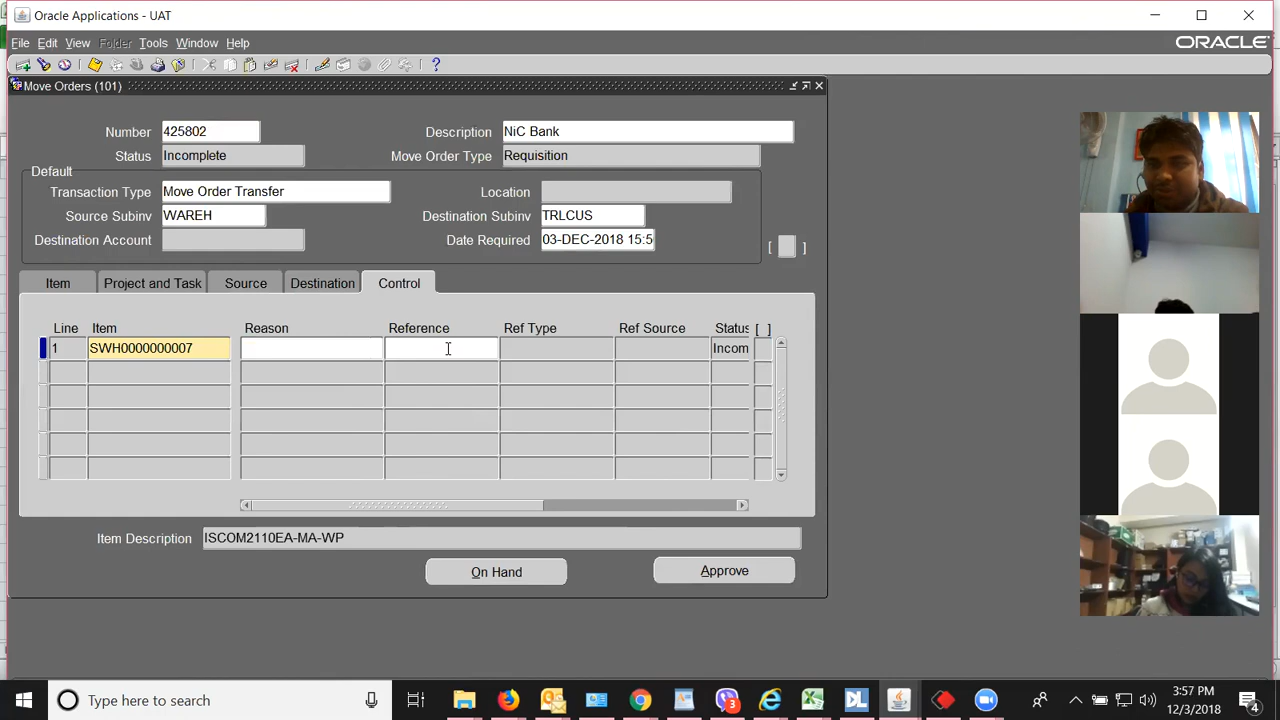 Oracle Applications - UAT
File Edit View Folder Tools Window Help
ORACLE
Move Orders (101)
Number 425802 Description NiC Bank
Status Incomplete Move Order Type Requisition
Default
Transaction Type Move Order Transfer Location
Source Subinv WAREH Destination Subinv TRLCUS
Destination Account Date Required 03-DEC-2018 15:5
[ ]
Item Project and Task Source Destination Control
Line Item Reason Reference Ref Type Ref Source Status [ ]
1 SWH0000000007 Incom
Item Description ISCOM2110EA-MA-WP
On Hand Approve
Type here to search
3
DL
3:57 PM
12/3/2018
4